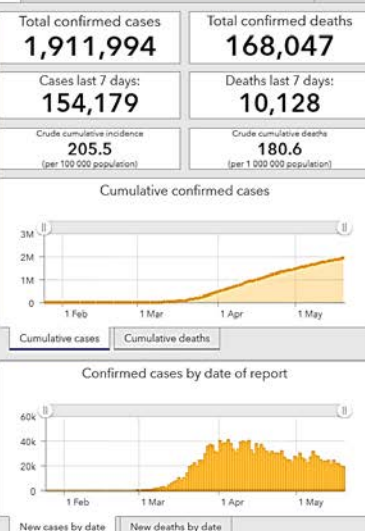 Total confirmed cases
1,911,994
Total confirmed deaths
168,047
Cases last 7 days:
154,179
Deaths last 7 days:
10,128
Crude cumulative incidence
205.5
(per 100 000 population)
Crude cumulative deaths
180.6
(per 1 000 000 population)
Cumulative confirmed cases
3M
2M
1M
0
1 Feb 1 Mar 1 Apr 1 May
Cumulative cases Cumulative deaths
Confirmed cases by date of report
60k
40k
20k
0
1 Feb 1 Mar 1 Apr 1 May
New cases by date New deaths by date